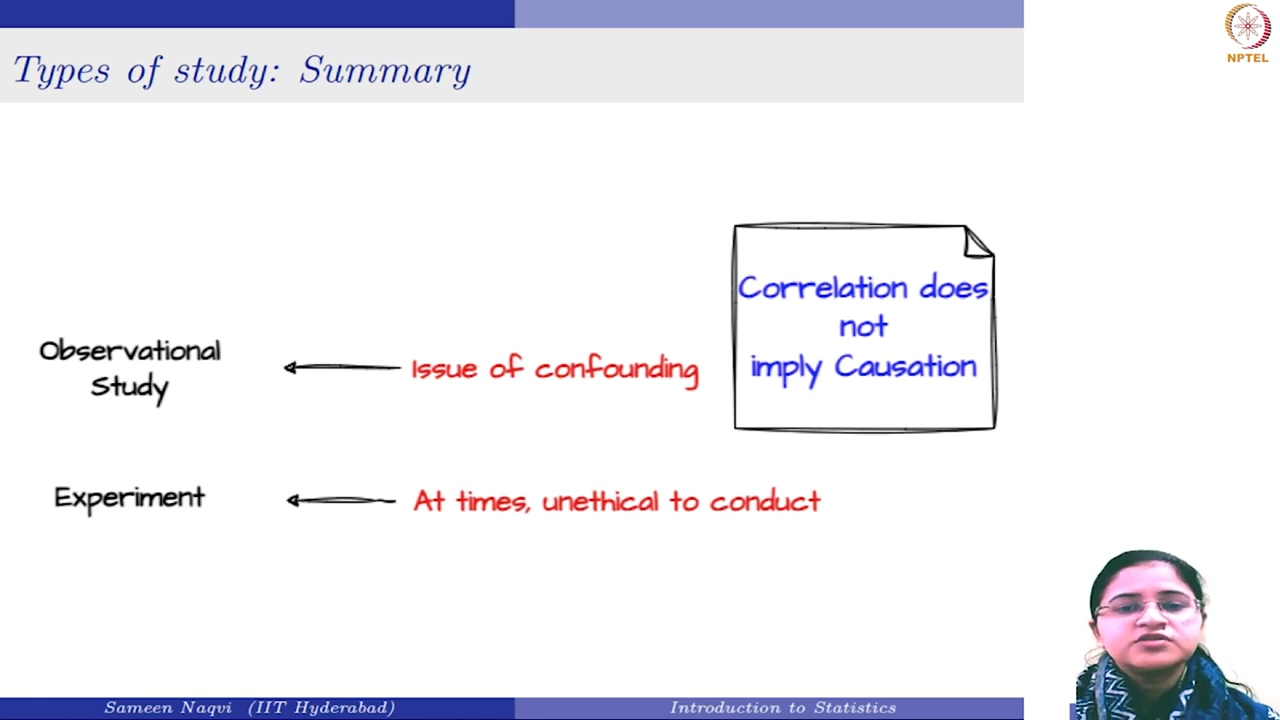 Types of study: Summary
NPTEL
Correlation does
not
imply Causation
Observational
Study
Issue of confounding
Experiment
At times, unethical to conduct
Sameen Naqvi (IIT Hyderabad)
Introduction to Statistics